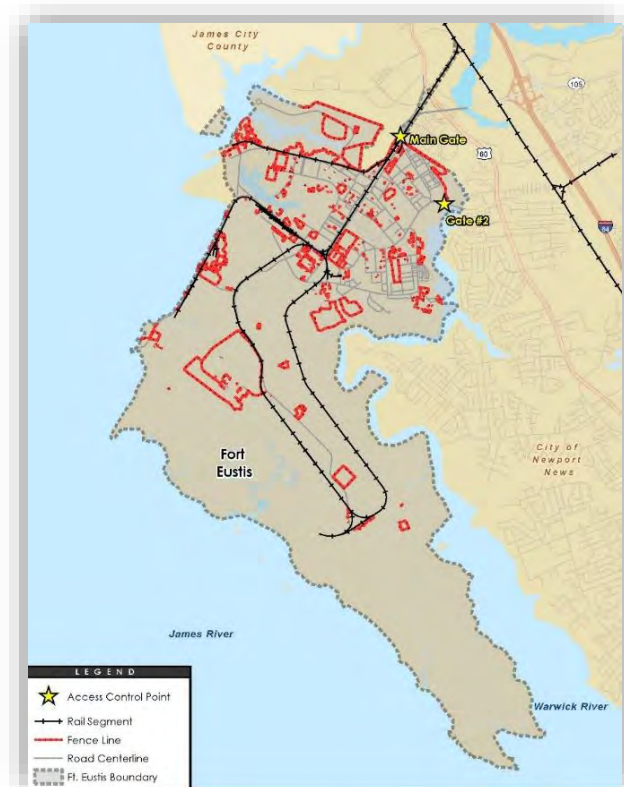 James City
County
105
Main Gate
60
Gate #2
64
City of
Newport
News
Fort
Eustis
James River
Warwick River
LEGEND
Access Control Point
Rail Segment
Fence Line
Road Centerline
Ft. Eustis Boundary